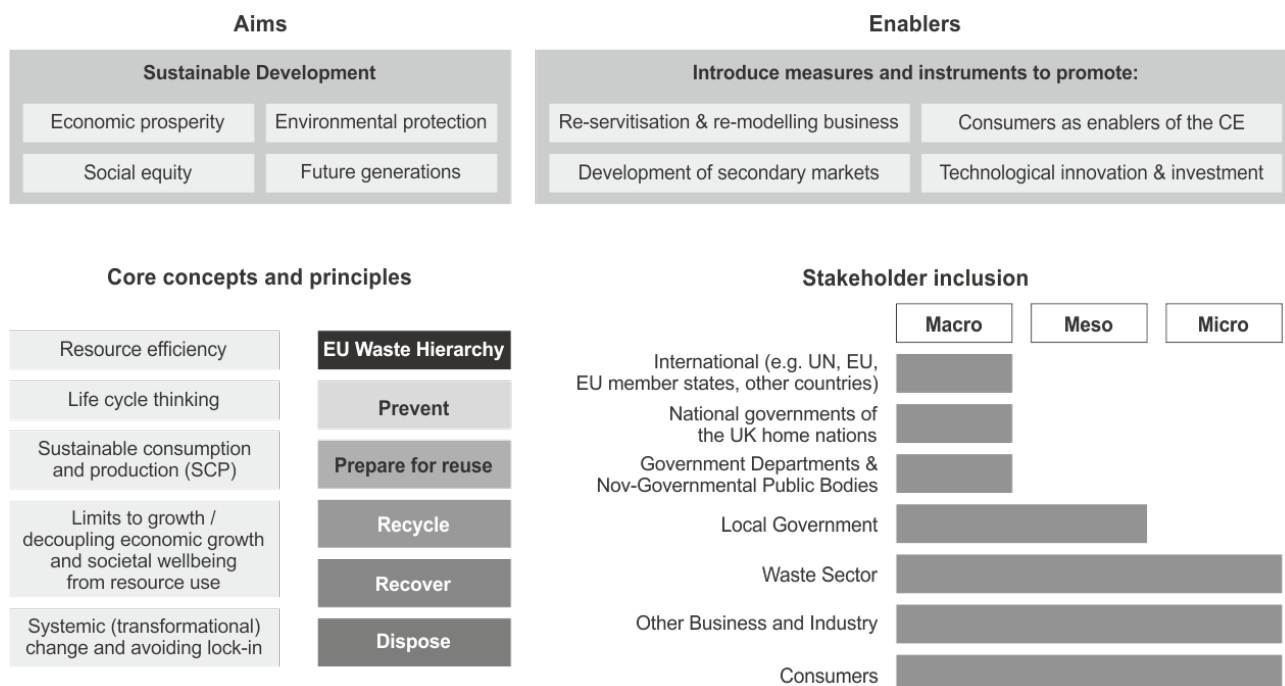 Aims
Sustainable Development
Economic prosperity
Environmental protection
Social equity
Future generations
Enablers
Introduce measures and instruments to promote:
Re-servitisation & re-modelling business
Consumers as enablers of the CE
Development of secondary markets
Technological innovation & investment
Core concepts and principles
Resource efficiency
Life cycle thinking
Sustainable consumption
and production (SCP)
Limits to growth /
decoupling economic growth
and societal wellbeing
from resource use
Systemic (transformational)
change and avoiding lock-in
EU Waste Hierarchy
Prevent
Prepare for reuse
Recycle
Recover
Dispose
Stakeholder inclusion
Macro
Meso
Micro
International (e.g. UN, EU,
EU member states, other countries)
National governments of
the UK home nations
Government Departments &
Nov-Governmental Public Bodies
Local Government
Waste Sector
Other Business and Industry
Consumers